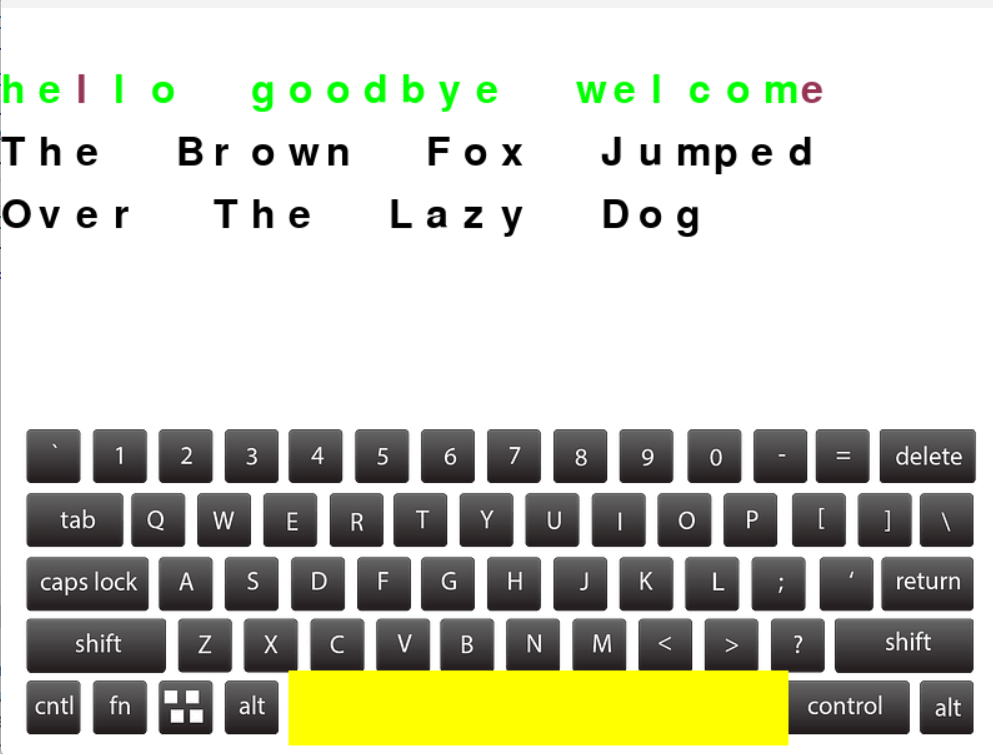 hello goodbye welcome
The Brown Fox Jumped
Over The Lazy Dog
` 1 2 3 4 5 6 7 8 9 0 - = delete
tab Q W E R T Y U I O P [ ] \
caps lock A S D F G H J K L ; ‘ return
shift Z X C V B N M < > ? shift
cntl fn alt control alt